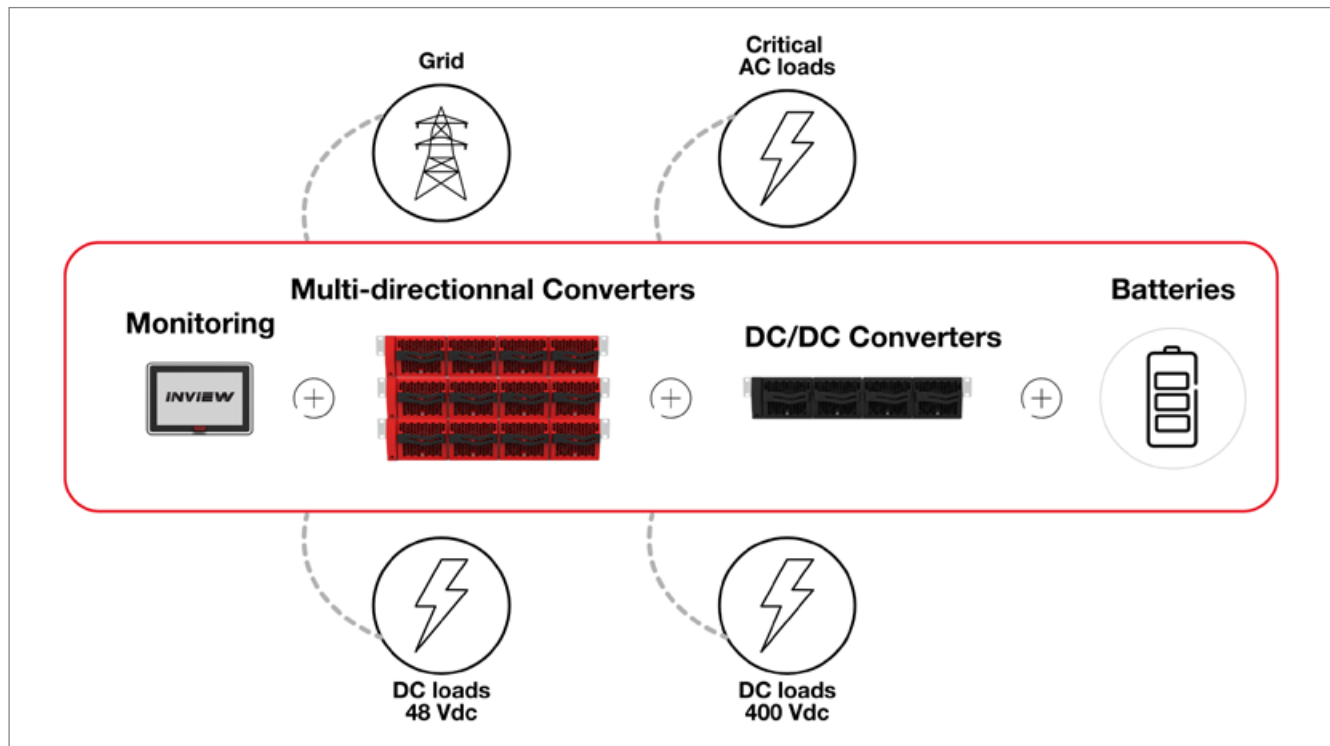 Grid
Critical
AC loads
Multi-directionnal Converters
Batteries
Monitoring
DC/DC Converters
INVIEW
DC loads
48 Vdc
DC loads
400 Vdc